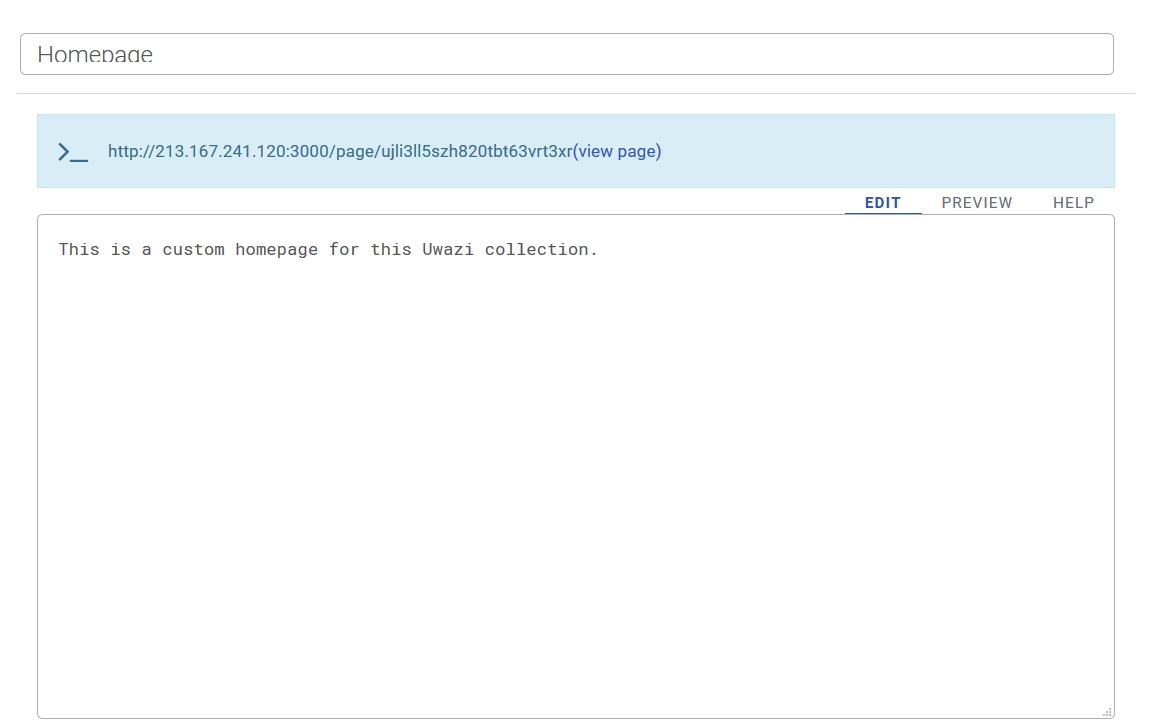 Homepage
http://213.167.241.120:3000/page/ujli3ll5szh820tbt63vrt3xr(view page)
EDIT PREVIEW HELP
This is a custom homepage for this Uwazi collection.